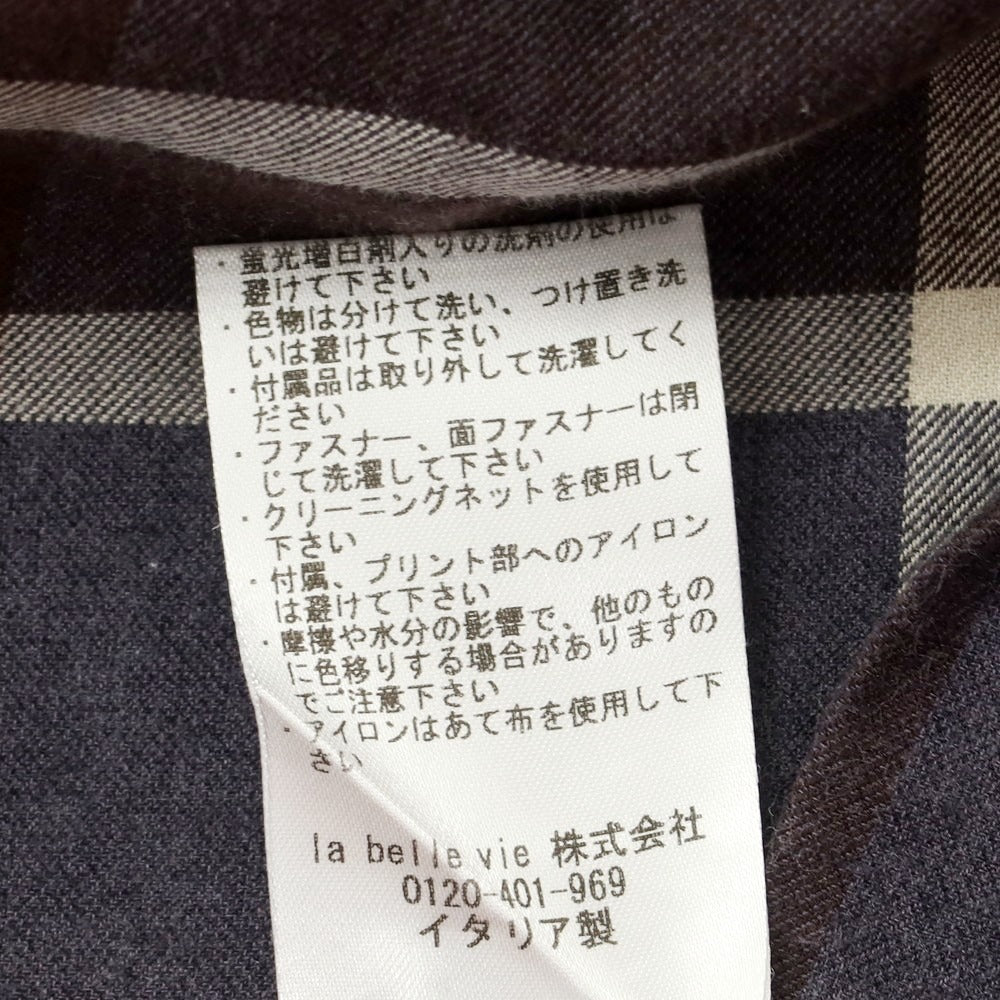 ・蛍光増白剤入りの洗剤の使用は
避けて下さい
・色物は分けて洗い、つけ置き洗
いは避けて下さい
・付属品は取り外して洗濯してく
ださい
・ファスナー、面ファスナーは閉
じて洗濯して下さい
・クリーニングネットを使用して
下さい
・付属、プリント部へのアイロン
は避けて下さい
・摩擦や水分の影響で、他のもの
に色移りする場合がありますの
でご注意下さい
・アイロンはあて布を使用して下
さい
la belle vie 株式会社
0120-401-969
イタリア製